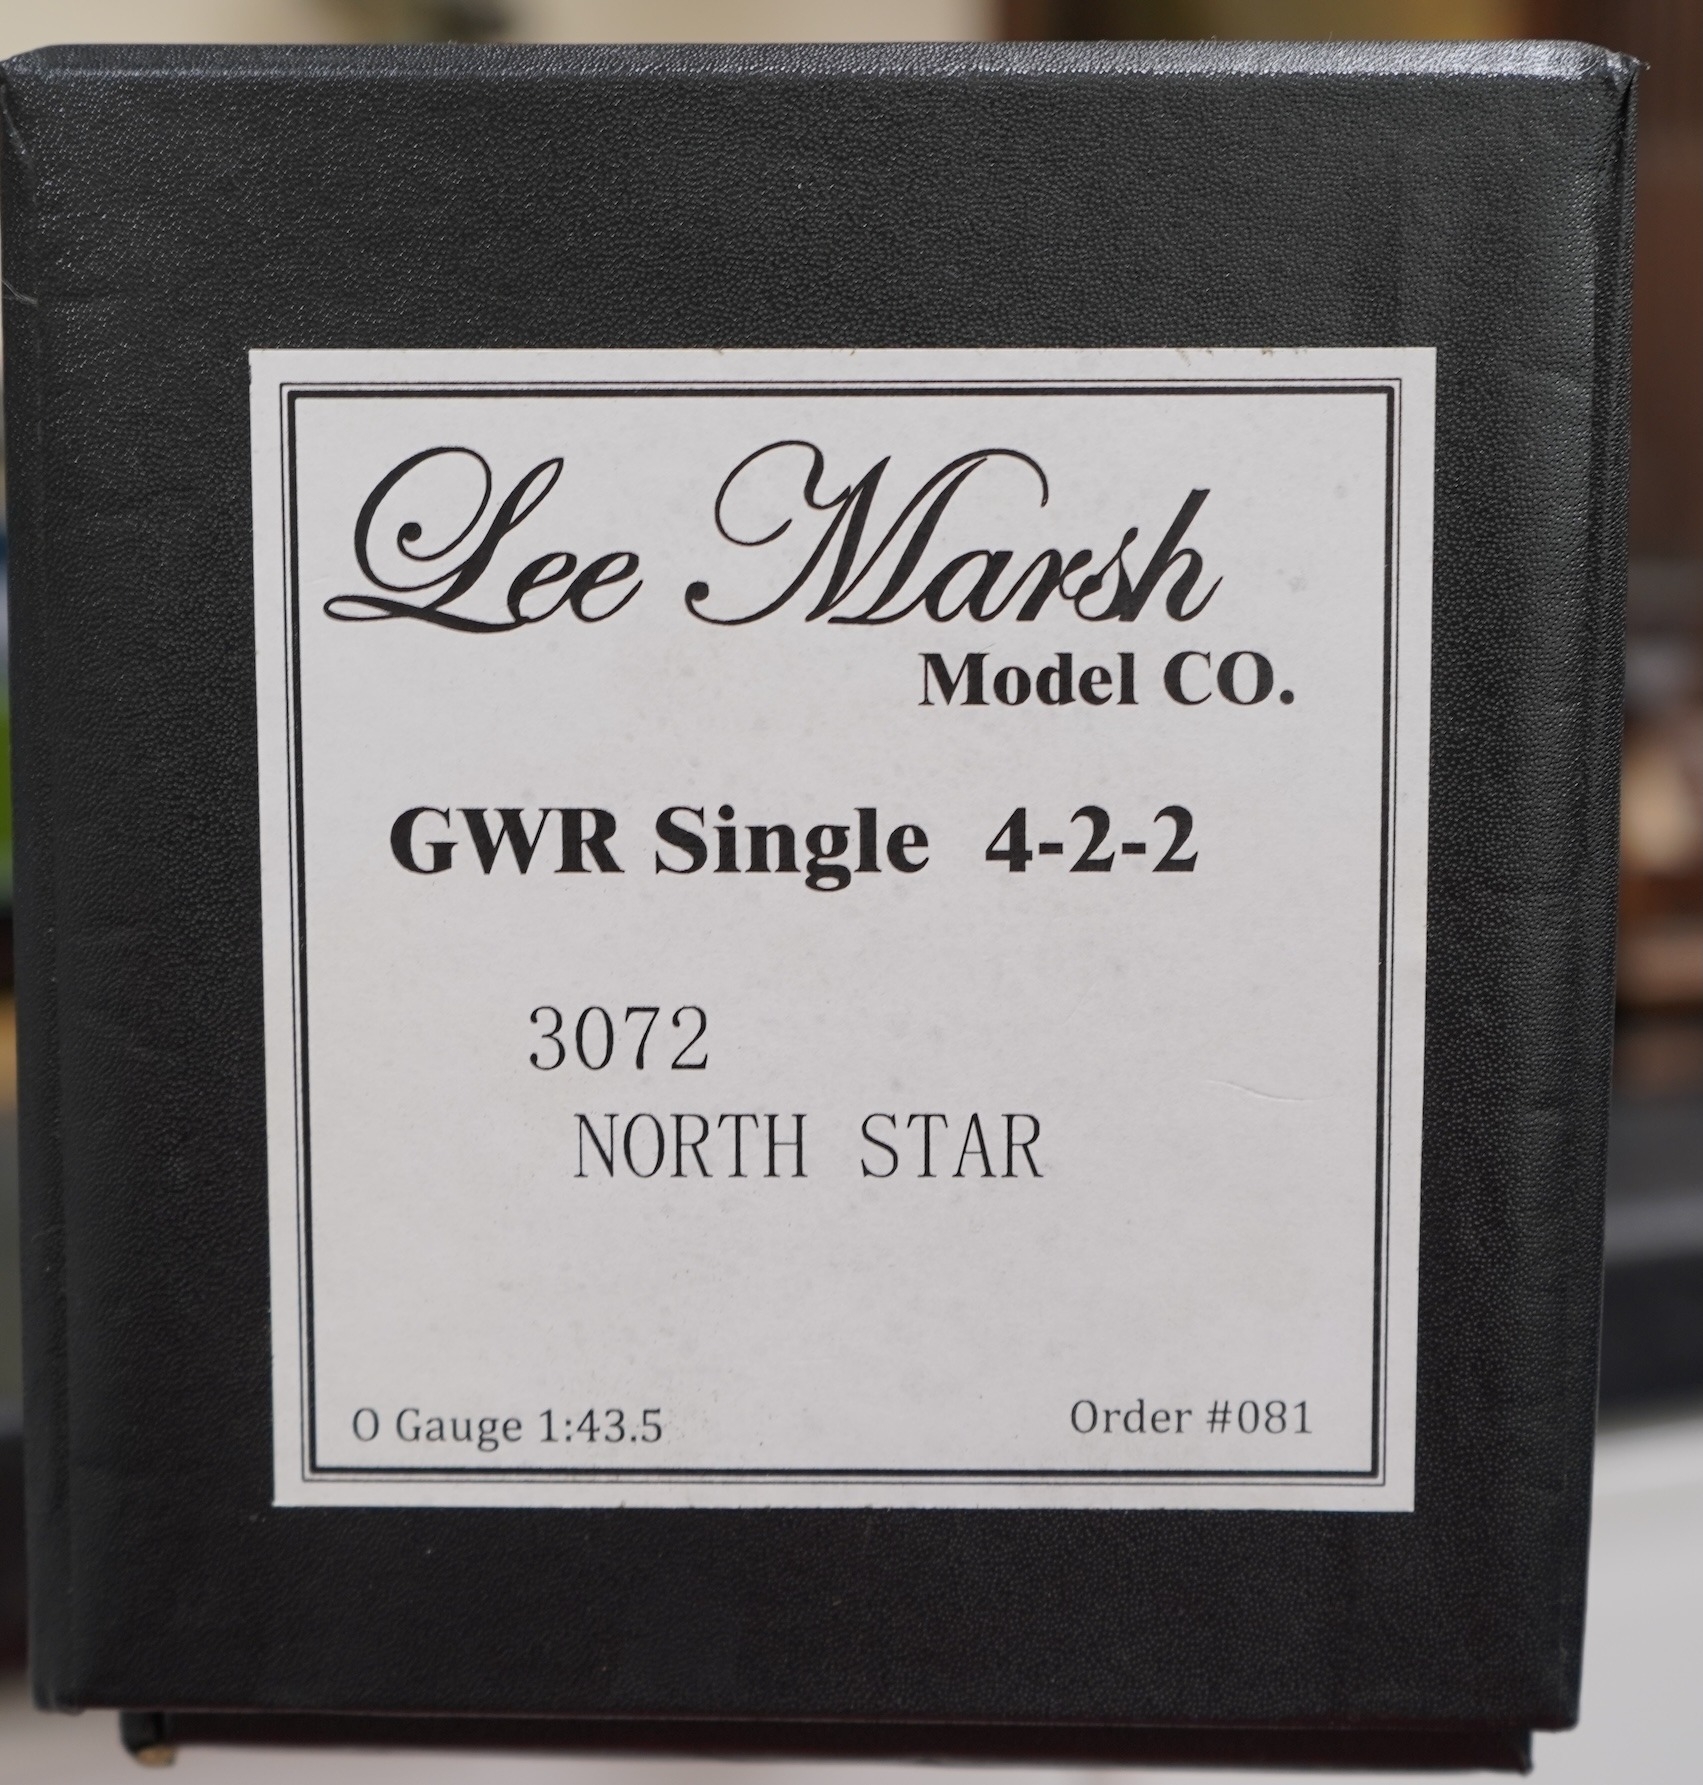 Lee Marsh
Model CO.
GWR Single 4-2-2
3072
NORTH STAR
O Gauge 1:43.5
Order #081